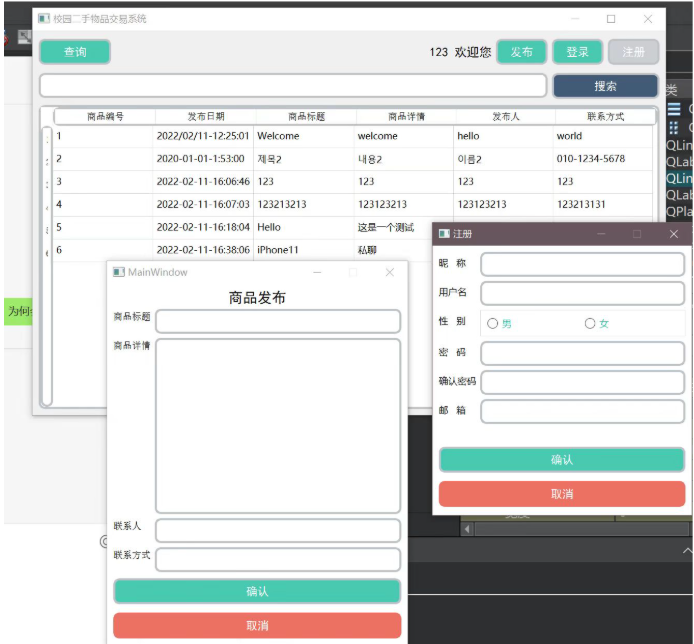 校园二手物品交易系统
查询
123 欢迎您
发布
登录
注册
搜索
商品编号 发布日期 商品标题 商品详情 发布人 联系方式
1 2022/02/11-12:25:01 Welcome welcome hello world
2 2020-01-01-1:53:00 제목2 내용2 이름2 010-1234-5678
3 2022-02-11-16:06:46 123 123 123 123
4 2022-02-11-16:07:03 123213213 123123213 123123213 123213131
5 2022-02-11-16:18:04 Hello 这是一个测试
6 2022-02-11-16:38:06 iPhone11 私聊
MainWindow
商品发布
商品标题
商品详情
联系人
联系方式
确认
取消
注册
昵 称
用户名
性 别 男 女
密 码
确认密码
邮 箱
确认
取消
类
QLin
QLab
QLin
QLab
QPla
为何